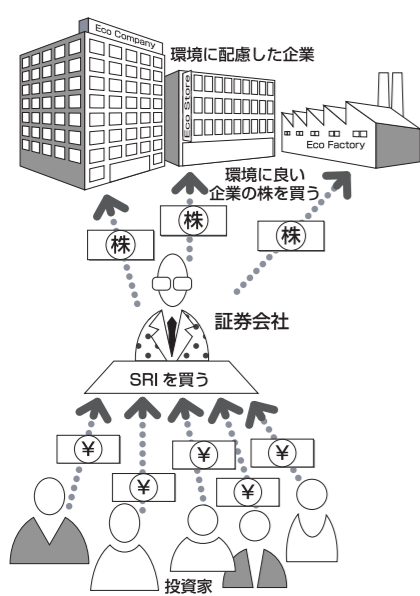 Eco Company
環境に配慮した企業
Eco Store
Eco Factory
環境に良い
企業の株を買う
株
株
株
証券会社
SRI を買う
¥
¥
¥
¥
¥
投資家